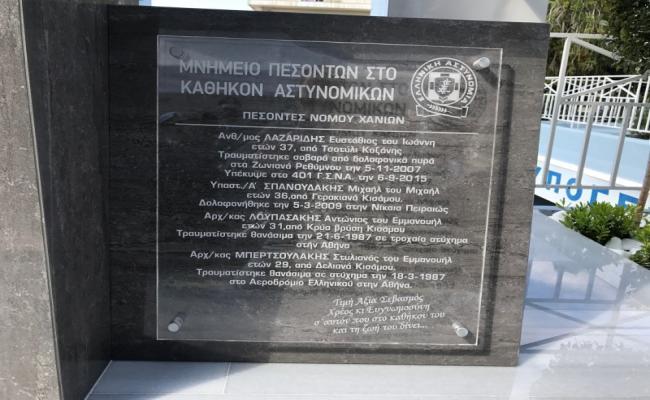 ΜΝΗΜΕΙΟ ΠΕΣΟΝΤΩΝ ΣΤΟ
ΚΑΘΗΚΟΝ ΑΣΤΥΝΟΜΙΚΩΝ
ΕΛΛΗΝΙΚΗ ΑΣΤΥΝΟΜΙΑ
ΠΕΣΟΝΤΕΣ ΝΟΜΟΥ ΧΑΝΙΩΝ
Ανθ/μος ΛΑΖΑΡΙΔΗΣ Ευστάθιος του Ιωάννη
ετών 37, από Τσοτύλι Κοζάνης
Τραυματίστηκε σοβαρά από δολοφονικά πυρά
στα Ζωνιανά Ρεθύμνου την 5-11-2007
Υπέκυψε στο 401 Γ.Σ.Ν.Α. την 6-9-2015
Υπαστ./Α΄ ΣΠΑΝΟΥΔΑΚΗΣ Μιχαήλ του Μιχαήλ
ετών 36,από Γερακιανά Κισάμου.
Δολοφονήθηκε την 5-3-2009 στην Νίκαια Πειραιώς
Αρχ/κας ΛΟΥΠΑΣΑΚΗΣ Αντώνιος του Εμμανουήλ
ετών 31,από Κρύα βρύση Κισάμου
Τραυματίστηκε θανάσιμα την 21-6-1987 σε τροχαίο ατύχημα
στήν Αθήνα
Αρχ/κας ΜΠΕΡΤΣΟΥΛΑΚΗΣ Στυλιανός του Εμμανουήλ
ετών 29, από Δελιανά Κισάμου.
Τραυματίστηκε θανάσιμα σε ατύχημα την 18-3-1987
στο Αεροδρόμιο Ελληνικού στην Αθήνα.
Τιμή Αξία Σεβασμός
Χρέος κι Ευγνωμοσύνη
σ΄αυτόν που στο καθήκον του
και τη ζωή του δίνει...